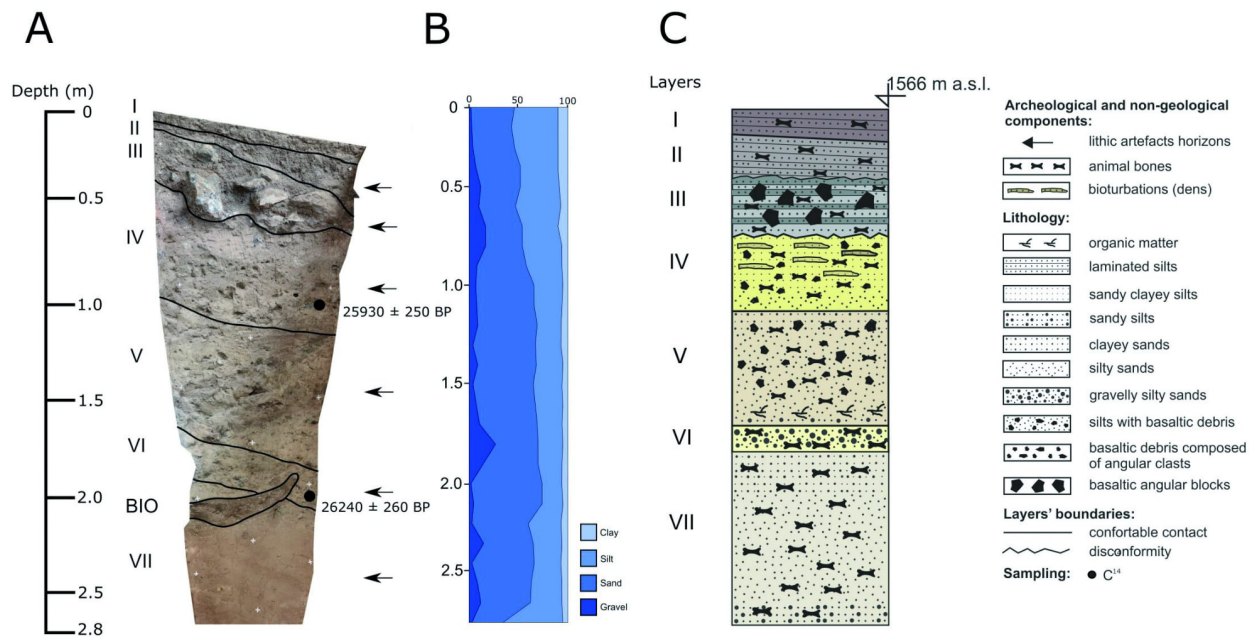 A
B
C
Depth (m)
0
0.5
1.0
1.5
2.0
2.5
2.8
I
II
III
IV
V
VI
BIO
VII
25930 ± 250 BP
26240 ± 260 BP
0 50 100
0
0.5
1.0
1.5
2.0
2.5
Clay
Silt
Sand
Gravel
Layers
1566 m a.s.l.
I
II
III
IV
V
VI
VII
Archeological and non-geological
components:
lithic artefacts horizons
animal bones
bioturbations (dens)
Lithology:
organic matter
laminated silts
sandy clayey silts
sandy silts
clayey sands
silty sands
gravelly silty sands
silts with basaltic debris
basaltic debris composed
of angular clasts
basaltic angular blocks
Layers' boundaries:
confortable contact
disconformity
Sampling: C¹⁴